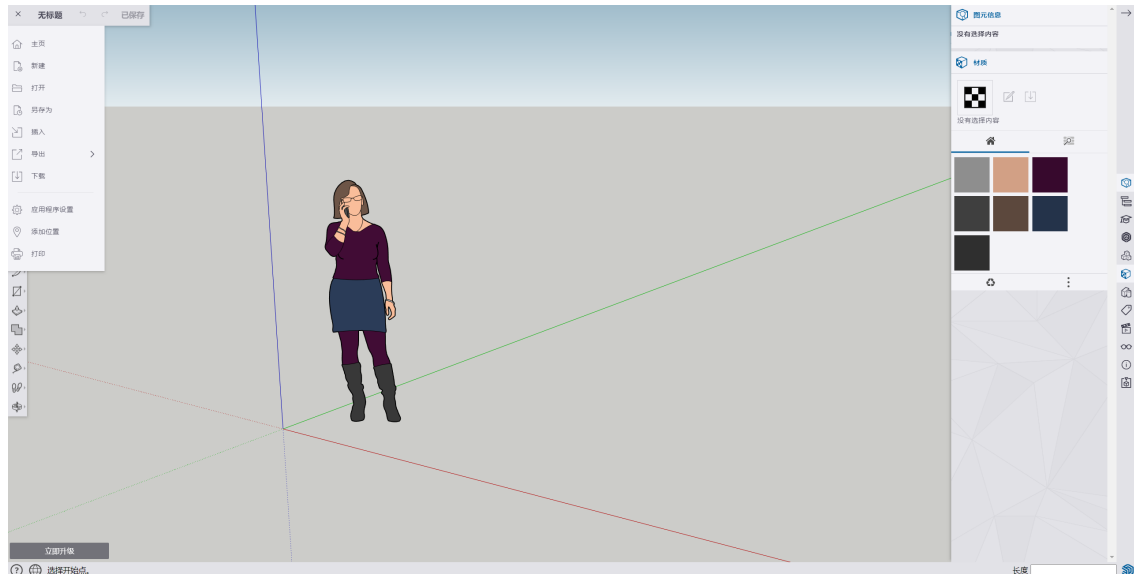 无标题 已保存
主页
新建
打开
另存为
插入
导出
下载
应用程序设置
添加位置
打印
立即升级
选择开始点。
图元信息
没有选择内容
材质
没有选择内容
长度